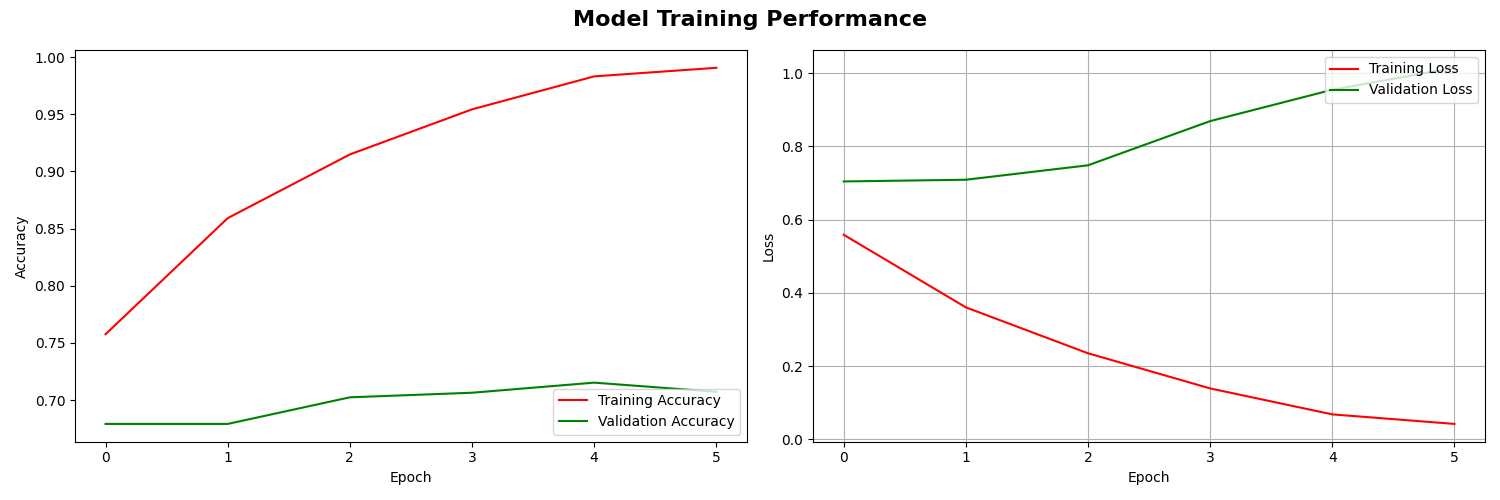 Model Training Performance
1.00
0.95
0.90
0.85
0.80
0.75
0.70
Accuracy
0 1 2 3 4 5
Epoch
Training Accuracy
Validation Accuracy
1.0
0.8
0.6
0.4
0.2
0.0
Loss
0 1 2 3 4 5
Epoch
Training Loss
Validation Loss